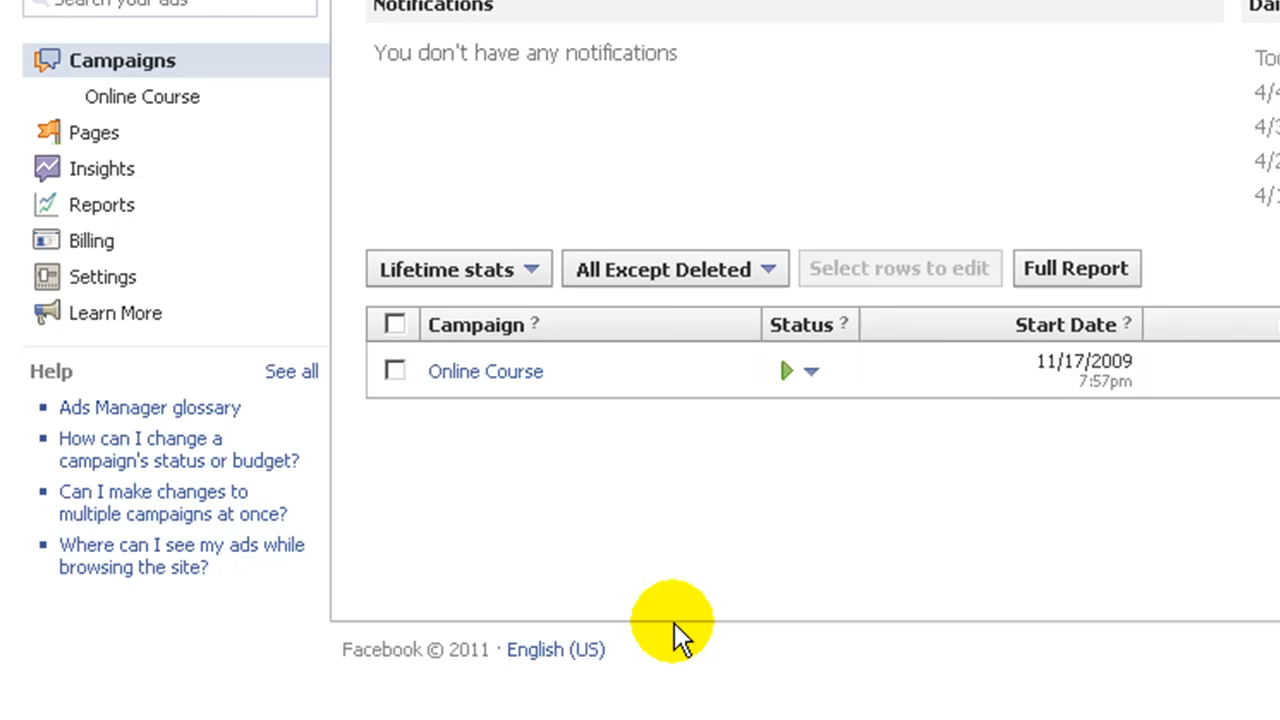 Search your ads
Campaigns
Online Course
Pages
Insights
Reports
Billing
Settings
Learn More
Help See all
Ads Manager glossary
How can I change a
campaign's status or budget?
Can I make changes to
multiple campaigns at once?
Where can I see my ads while
browsing the site?
Notifications
You don't have any notifications
Lifetime stats All Except Deleted Select rows to edit Full Report
Campaign ? Status ? Start Date ?
Online Course 11/17/2009
7:57pm
Facebook © 2011 · English (US)